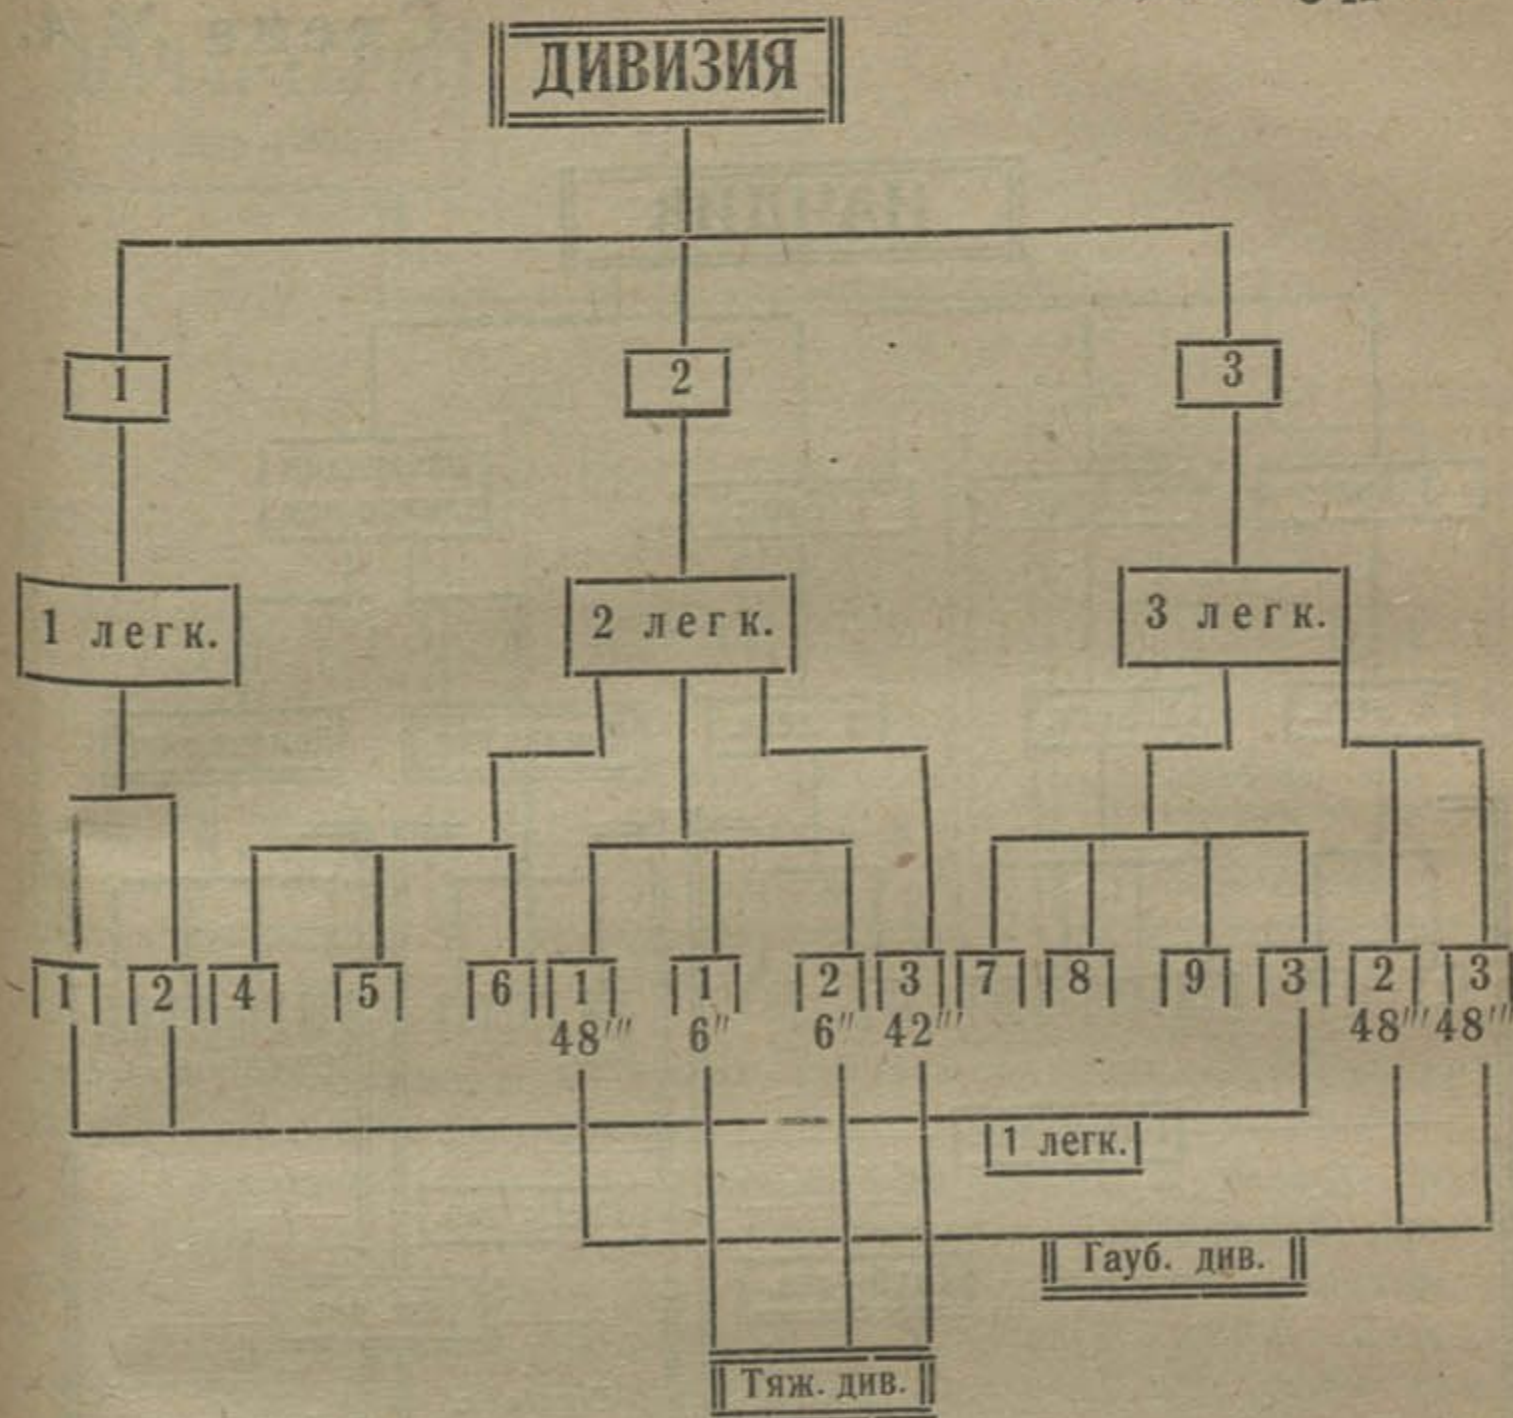 ДИВИЗИЯ
1 2 3
1 легк. 2 легк. 3 легк.
1 2 4 5 6 1 1 2 3 7 8 9 3 2 3
48''' 6'' 6'' 42''' 48''' 48'''
1 легк.
Гауб. див.
Тяж. див.